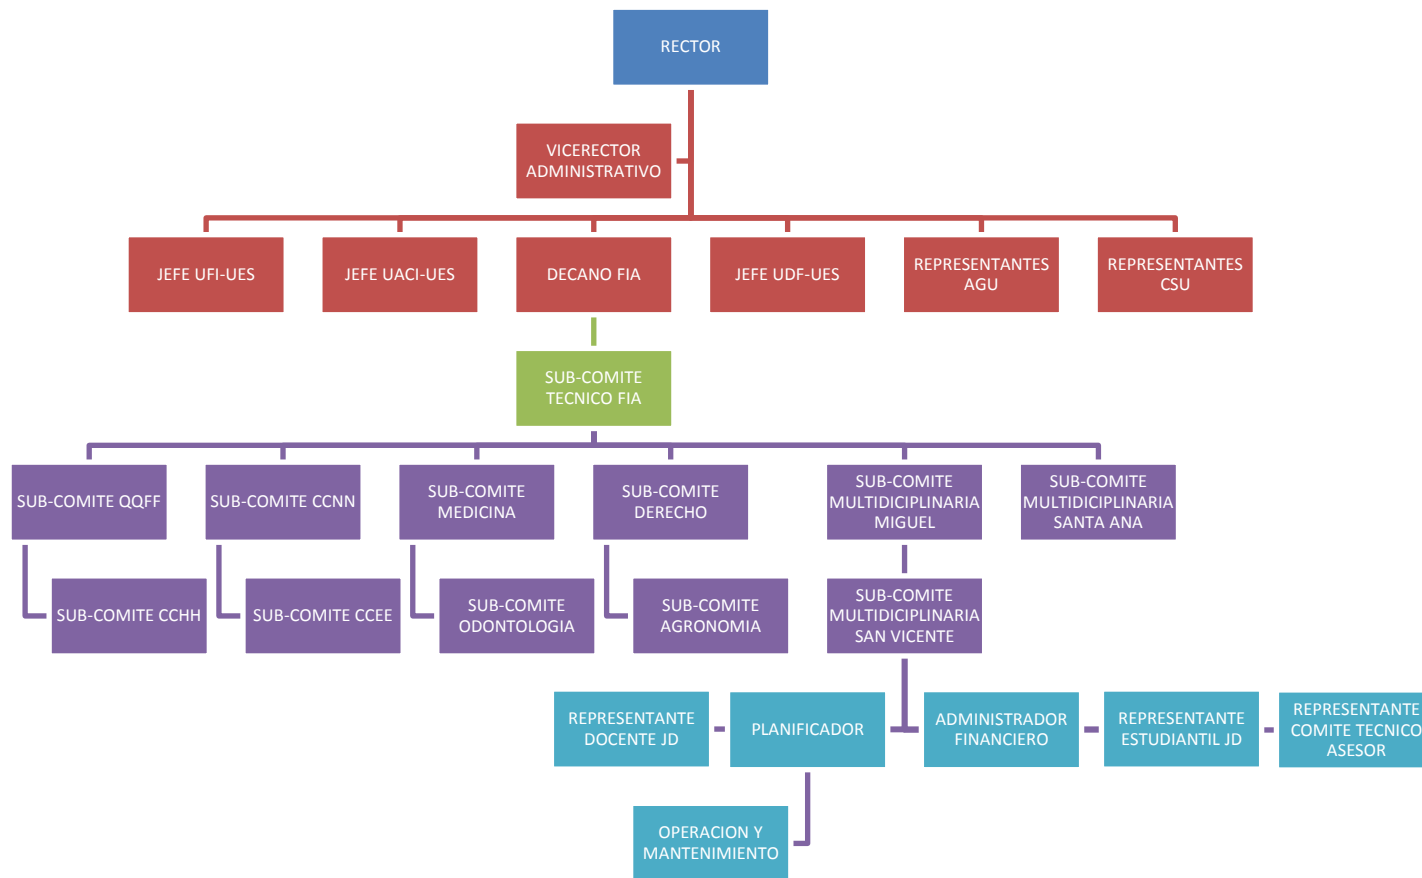 RECTOR
VICERECTOR
ADMINISTRATIVO
JEFE UFI-UES
JEFE UACI-UES
DECANO FIA
JEFE UDF-UES
REPRESENTANTES
AGU
REPRESENTANTES
CSU
SUB-COMITE
TECNICO FIA
SUB-COMITE QQFF
SUB-COMITE CCNN
SUB-COMITE
MEDICINA
SUB-COMITE
DERECHO
SUB-COMITE
MULTIDICIPLINARIA
MIGUEL
SUB-COMITE
MULTIDICIPLINARIA
SANTA ANA
SUB-COMITE CCHH
SUB-COMITE CCEE
SUB-COMITE
ODONTOLOGIA
SUB-COMITE
AGRONOMIA
SUB-COMITE
MULTIDICIPLINARIA
SAN VICENTE
REPRESENTANTE
DOCENTE JD
PLANIFICADOR
ADMINISTRADOR
FINANCIERO
REPRESENTANTE
ESTUDIANTIL JD
REPRESENTANTE
COMITE TECNICO
ASESOR
OPERACION Y
MANTENIMIENTO